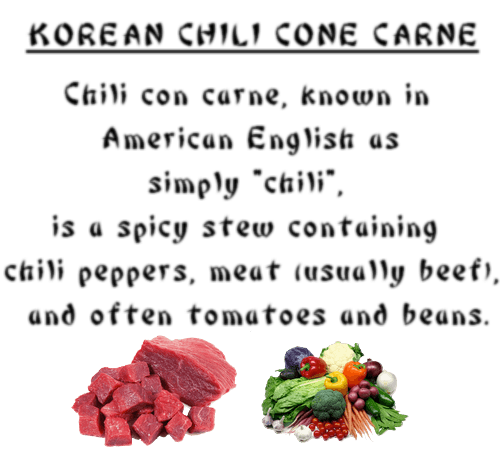 KOREAN CHILI CONE CARNE
Chili con carne, known in
American English as
simply "chili",
is a spicy stew containing
chili peppers, meat (usually beef),
and often tomatoes and beans.